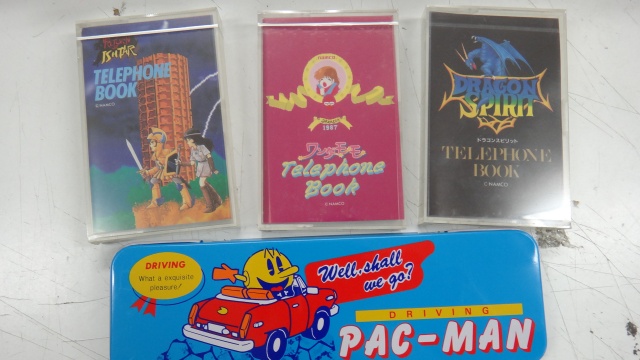 ISHTAR
TELEPHONE
BOOK
© NAMCO
NAMCO
1987
ワンダーモモ
Telephone
Book
© NAMCO
DRAGON
SPIRIT
ドラゴンスピリット
TELEPHONE
BOOK
© NAMCO
DRIVING
What a exquisite
pleasure!
Well, shall
we go?
DRIVING
PAC-MAN